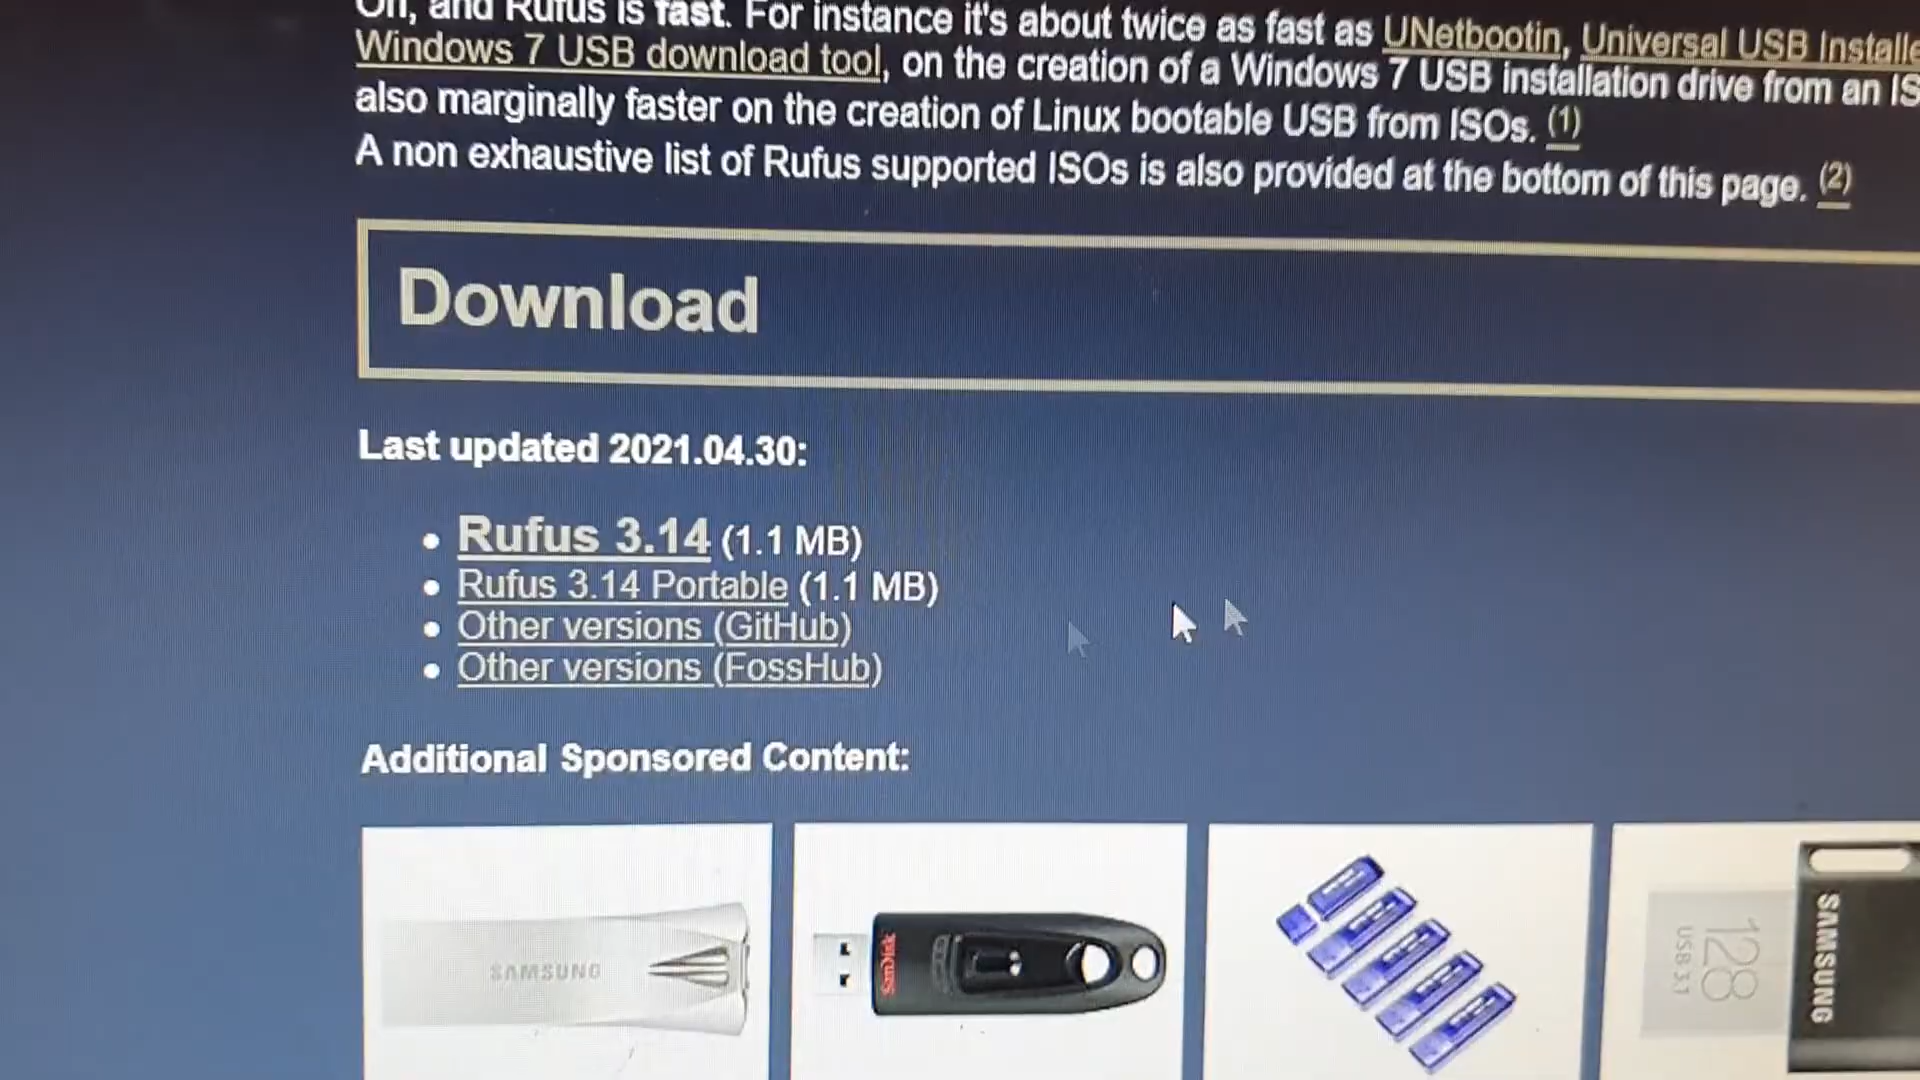 Oh, and Rufus is fast. For instance it's about twice as fast as UNetbootin, Universal USB Installe
Windows 7 USB download tool, on the creation of a Windows 7 USB installation drive from an IS
also marginally faster on the creation of Linux bootable USB from ISOs. (1)
A non exhaustive list of Rufus supported ISOs is also provided at the bottom of this page. (2)
Download
Last updated 2021.04.30:
• Rufus 3.14 (1.1 MB)
• Rufus 3.14 Portable (1.1 MB)
• Other versions (GitHub)
• Other versions (FossHub)
Additional Sponsored Content:
SAMSUNG
SanDisk
128
USB 3.1
SAMSUNG